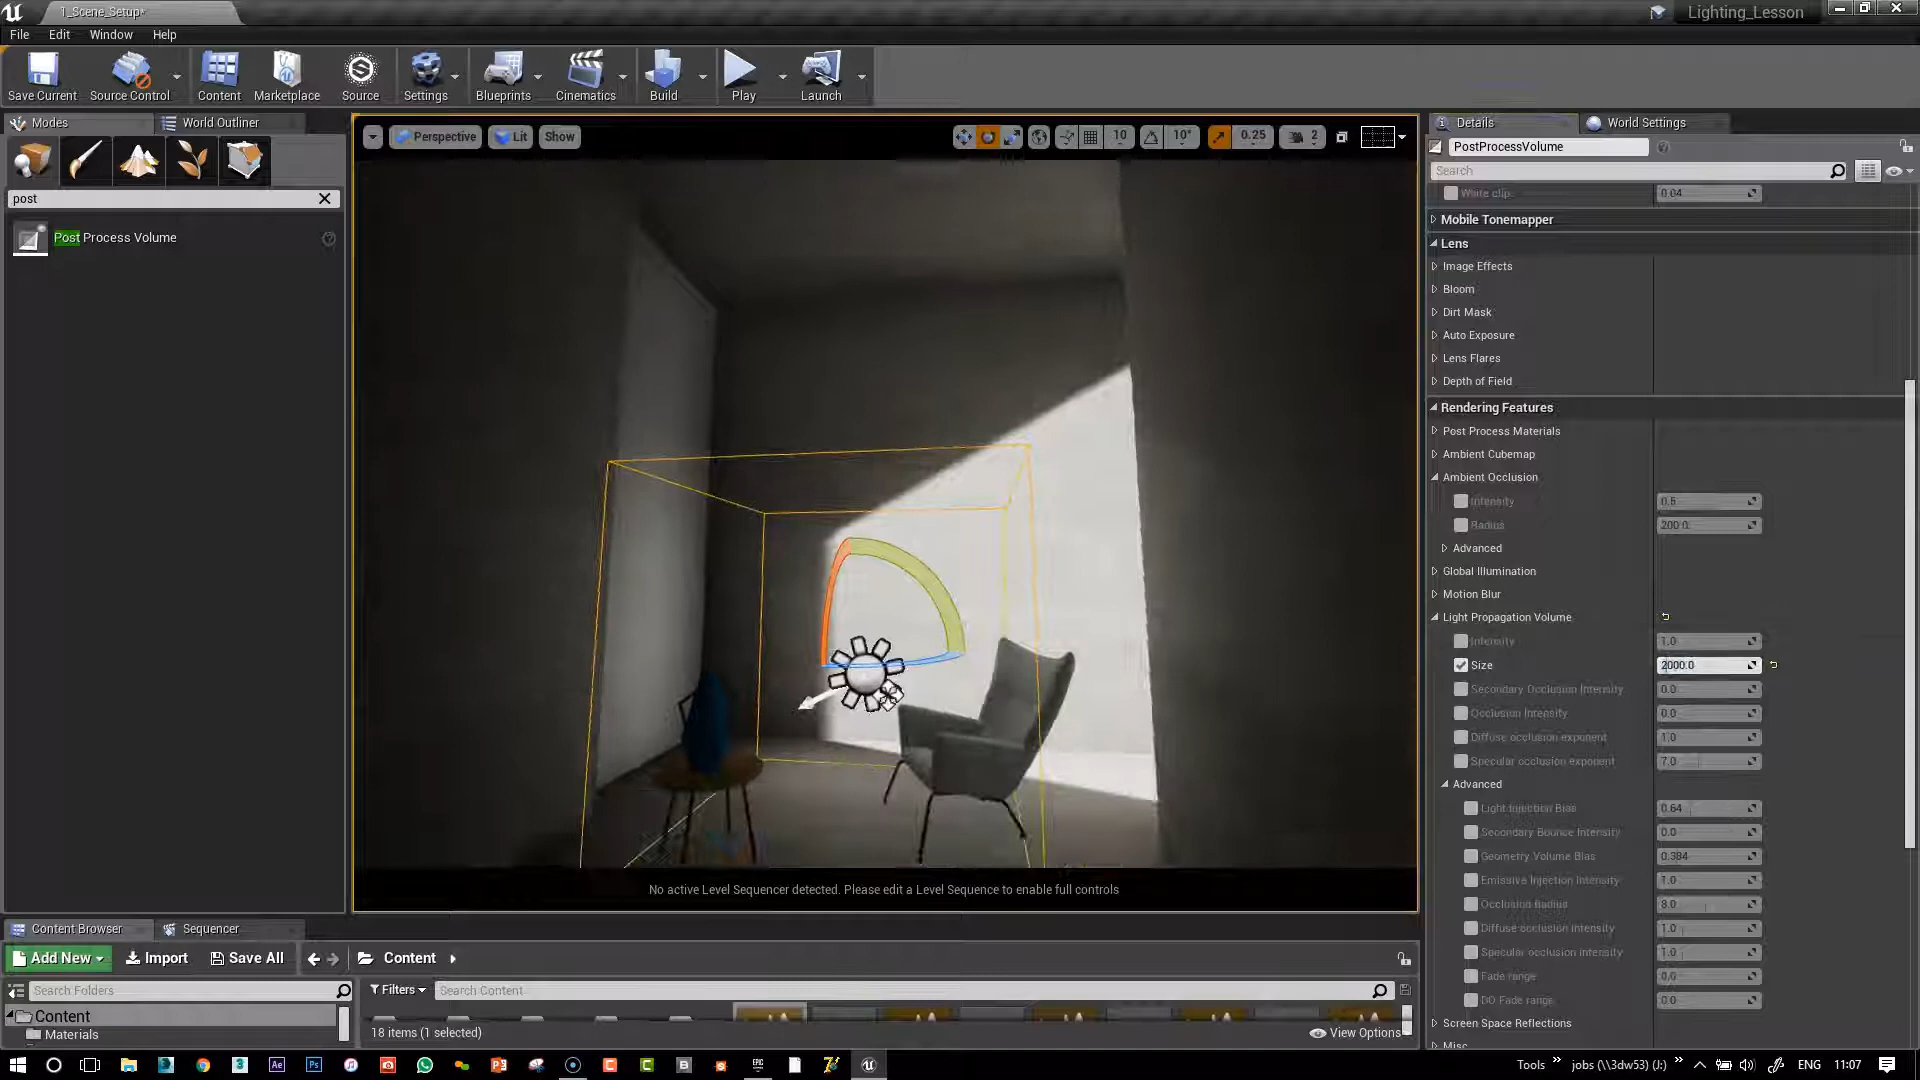 1_Scene_Setup*
Lighting_Lesson
File Edit Window Help
Save Current
Source Control
Content
Marketplace
Source
Settings
Blueprints
Cinematics
Build
Play
Launch
Modes
World Outliner
post
Post Process Volume
Perspective
Lit
Show
10
10°
0.25
2
No active Level Sequencer detected. Please edit a Level Sequence to enable full controls
Details
World Settings
PostProcessVolume
Search
White clip 0.04
Mobile Tonemapper
Lens
Image Effects
Bloom
Dirt Mask
Auto Exposure
Lens Flares
Depth of Field
Rendering Features
Post Process Materials
Ambient Cubemap
Ambient Occlusion
Intensity 0.5
Radius 200.0
Advanced
Global Illumination
Motion Blur
Light Propagation Volume
Intensity 1.0
Size 2000.0
Secondary Occlusion Intensity 0.0
Occlusion Intensity 0.0
Diffuse occlusion exponent 1.0
Specular occlusion exponent 7.0
Advanced
Light Injection Bias 0.64
Secondary Bounce Intensity 0.0
Geometry Volume Bias 0.384
Emissive Injection Intensity 1.0
Occlusion Radius 8.0
Diffuse occlusion intensity 1.0
Specular occlusion intensity 1.0
Fade range 0.0
DO Fade range 0.0
Screen Space Reflections
Misc
Content Browser
Sequencer
Add New
Import
Save All
Content
Search Folders
Filters
Search Content
Content
Materials
18 items (1 selected)
View Options
Tools
jobs (\\3dw53) (J:)
ENG
11:07